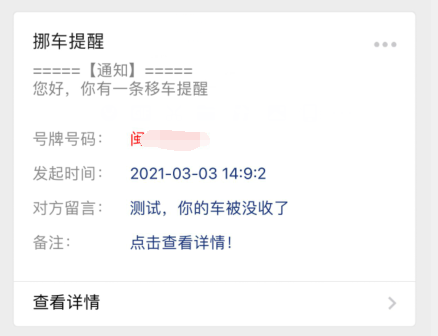 挪车提醒
=====【通知】=====
您好，你有一条移车提醒
号牌号码： 闽
发起时间： 2021-03-03 14:9:2
对方留言： 测试，你的车被没收了
备注： 点击查看详情！
查看详情